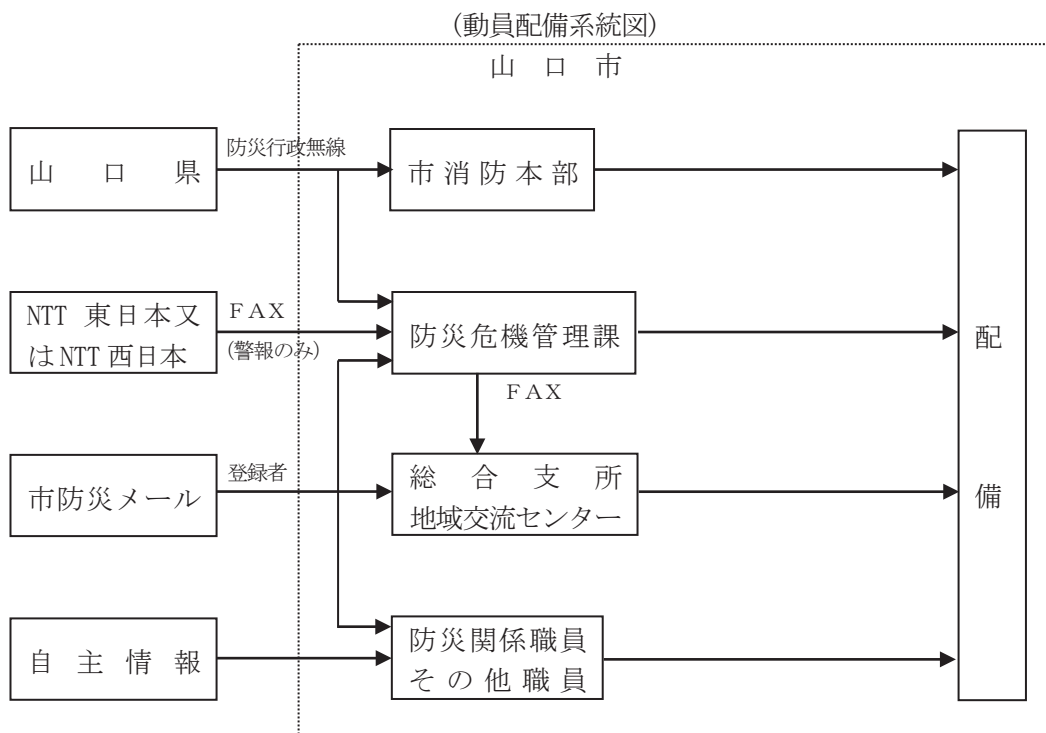 (動員配備系統図)
山口市
山口県
防災行政無線
市消防本部
NTT 東日本又
はNTT西日本
ＦＡＸ
(警報のみ)
防災危機管理課
ＦＡＸ
市防災メール
登録者
総合支所
地域交流センター
自主情報
防災関係職員
その他職員
配
備